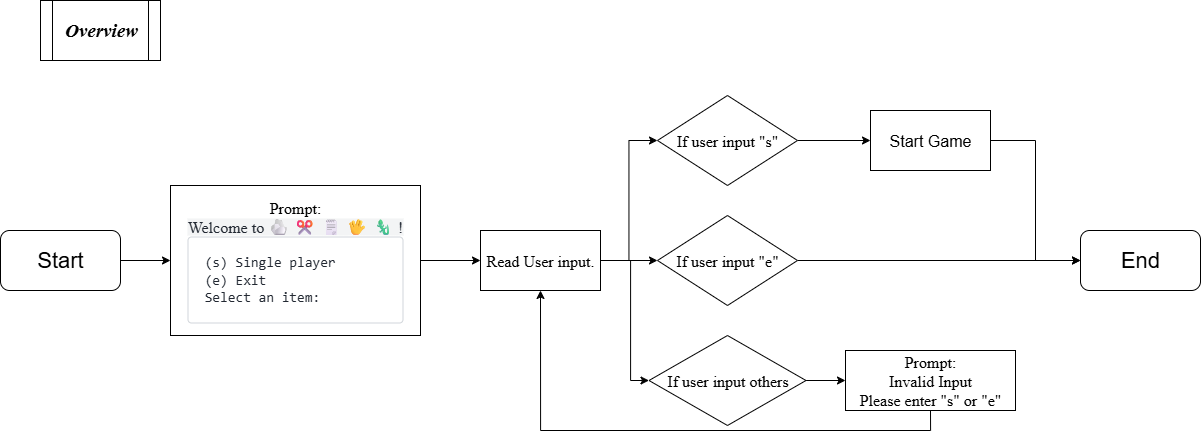 Overview
Start
Prompt:
Welcome to 🪨 ✂️ 🗒️ 🖖 🦎 !
(s) Single player
(e) Exit
Select an item:
Read User input.
If user input "s"
Start Game
If user input "e"
End
If user input others
Prompt:
Invalid Input
Please enter "s" or "e"